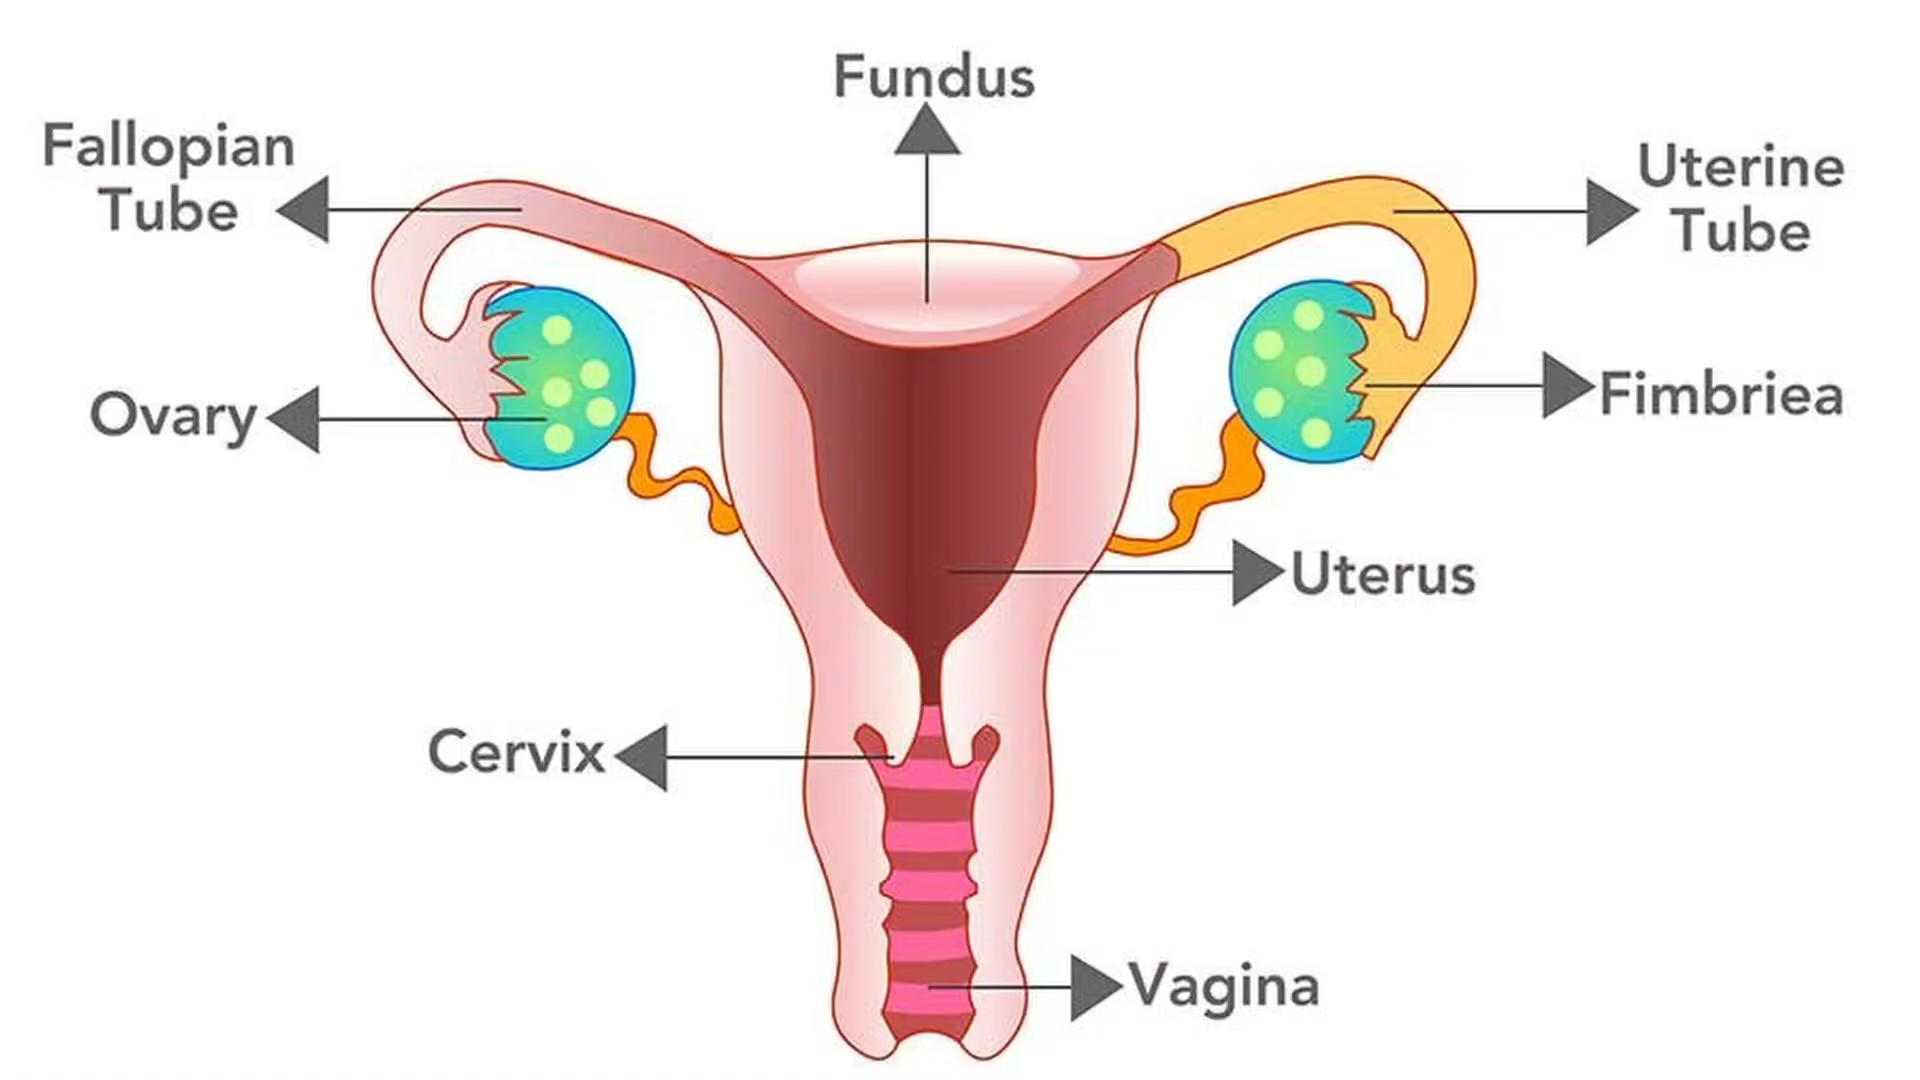 Fundus
Fallopian
Tube
Uterine
Tube
Ovary
Fimbriea
Uterus
Cervix
Vagina